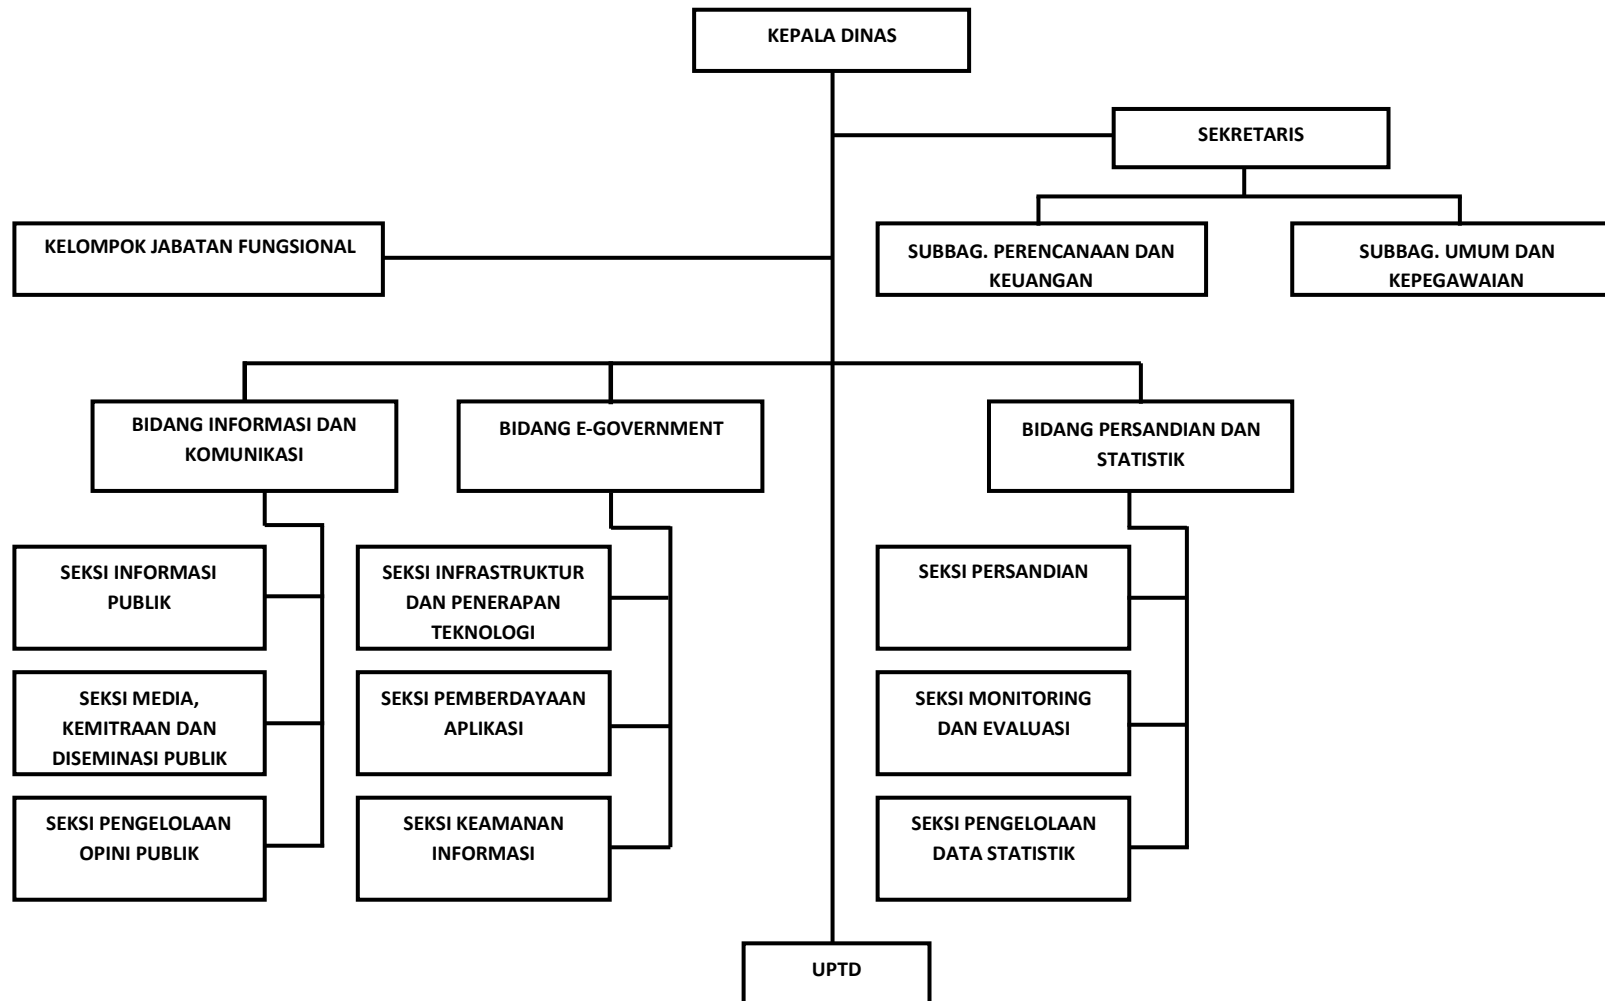 KEPALA DINAS
SEKRETARIS
KELOMPOK JABATAN FUNGSIONAL
SUBBAG. PERENCANAAN DAN
KEUANGAN
SUBBAG. UMUM DAN
KEPEGAWAIAN
BIDANG INFORMASI DAN
KOMUNIKASI
BIDANG E-GOVERNMENT
BIDANG PERSANDIAN DAN
STATISTIK
SEKSI INFORMASI
PUBLIK
SEKSI INFRASTRUKTUR
DAN PENERAPAN
TEKNOLOGI
SEKSI PERSANDIAN
SEKSI MEDIA,
KEMITRAAN DAN
DISEMINASI PUBLIK
SEKSI PEMBERDAYAAN
APLIKASI
SEKSI MONITORING
DAN EVALUASI
SEKSI PENGELOLAAN
OPINI PUBLIK
SEKSI KEAMANAN
INFORMASI
SEKSI PENGELOLAAN
DATA STATISTIK
UPTD